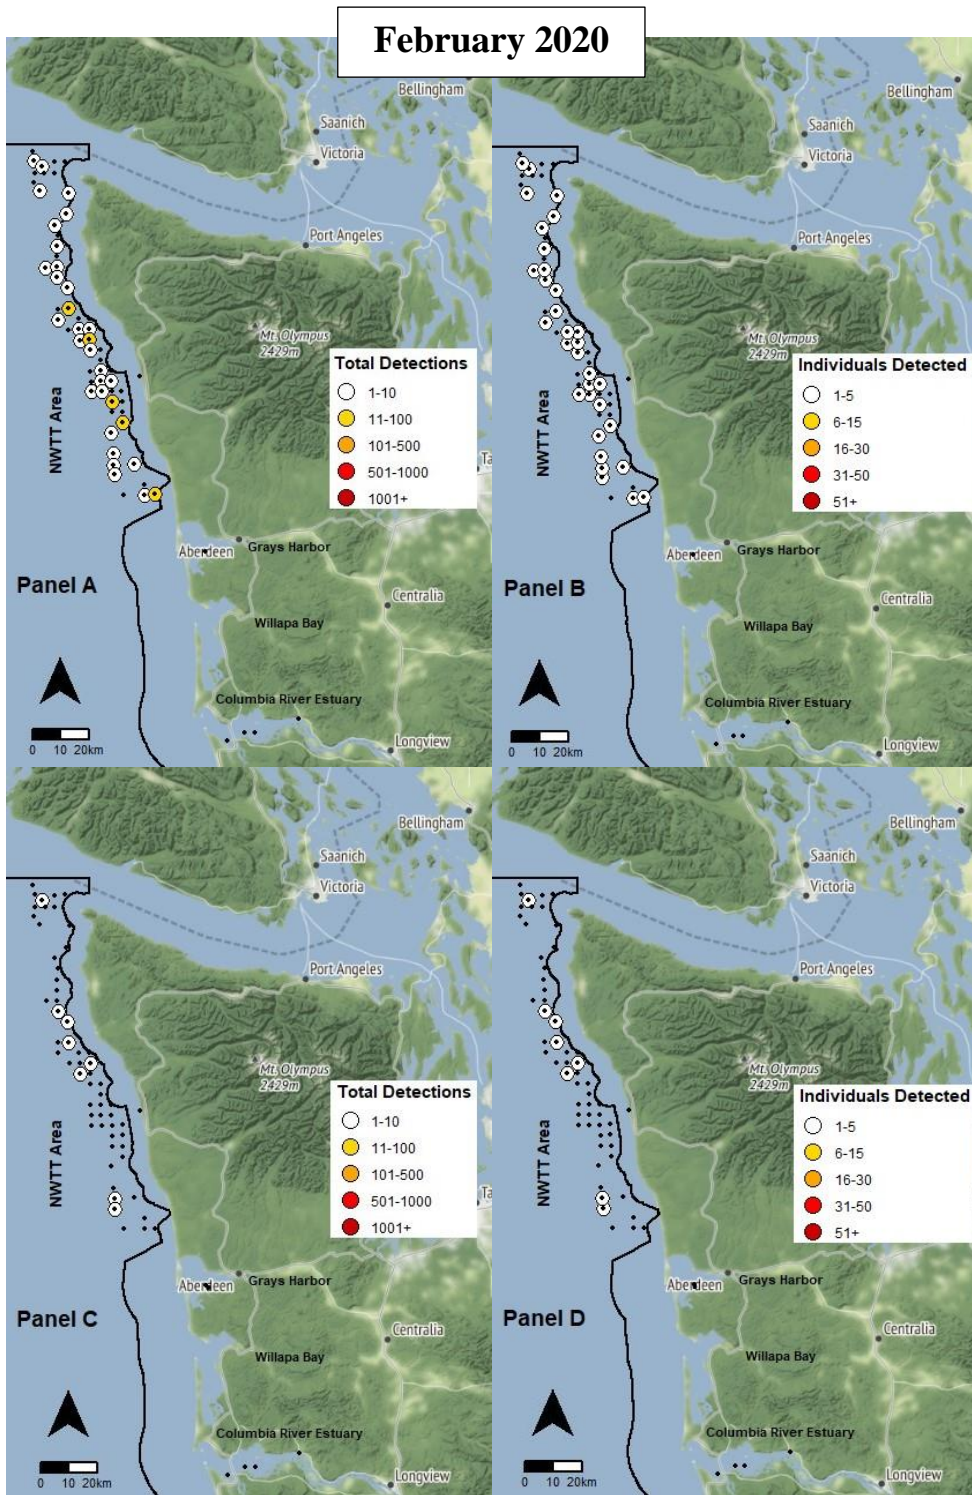 February 2020
Bellingham
Saanich
Victoria
Port Angeles
Mt. Olympus
2429m
Total Detections
1-10
11-100
101-500
501-1000
1001+
NWTT Area
Ta
Aberdeen
Grays Harbor
Panel A
Centralia
Willapa Bay
Columbia River Estuary
Longview
0 10 20km
Bellingham
Saanich
Victoria
Port Angeles
Mt. Olympus
2429m
Individuals Detected
1-5
6-15
16-30
31-50
51+
NWTT Area
Aberdeen
Grays Harbor
Panel B
Centralia
Willapa Bay
Columbia River Estuary
Longview
0 10 20km
Bellingham
Saanich
Victoria
Port Angeles
Mt. Olympus
2429m
Total Detections
1-10
11-100
101-500
501-1000
1001+
NWTT Area
Ta
Aberdeen
Grays Harbor
Panel C
Centralia
Willapa Bay
Columbia River Estuary
Longview
0 10 20km
Bellingham
Saanich
Victoria
Port Angeles
Mt. Olympus
2429m
Individuals Detected
1-5
6-15
16-30
31-50
51+
NWTT Area
Aberdeen
Grays Harbor
Panel D
Centralia
Willapa Bay
Columbia River Estuary
Longview
0 10 20km